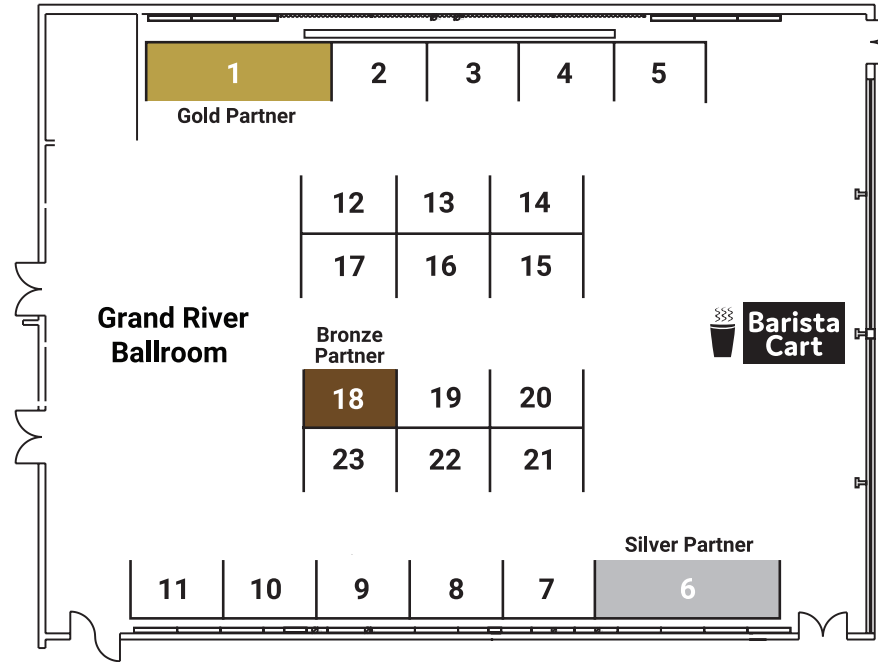 1 2 3 4 5
Gold Partner
12 13 14
17 16 15
Grand River
Ballroom
Barista
Cart
Bronze
Partner
18 19 20
23 22 21
Silver Partner
11 10 9 8 7 6